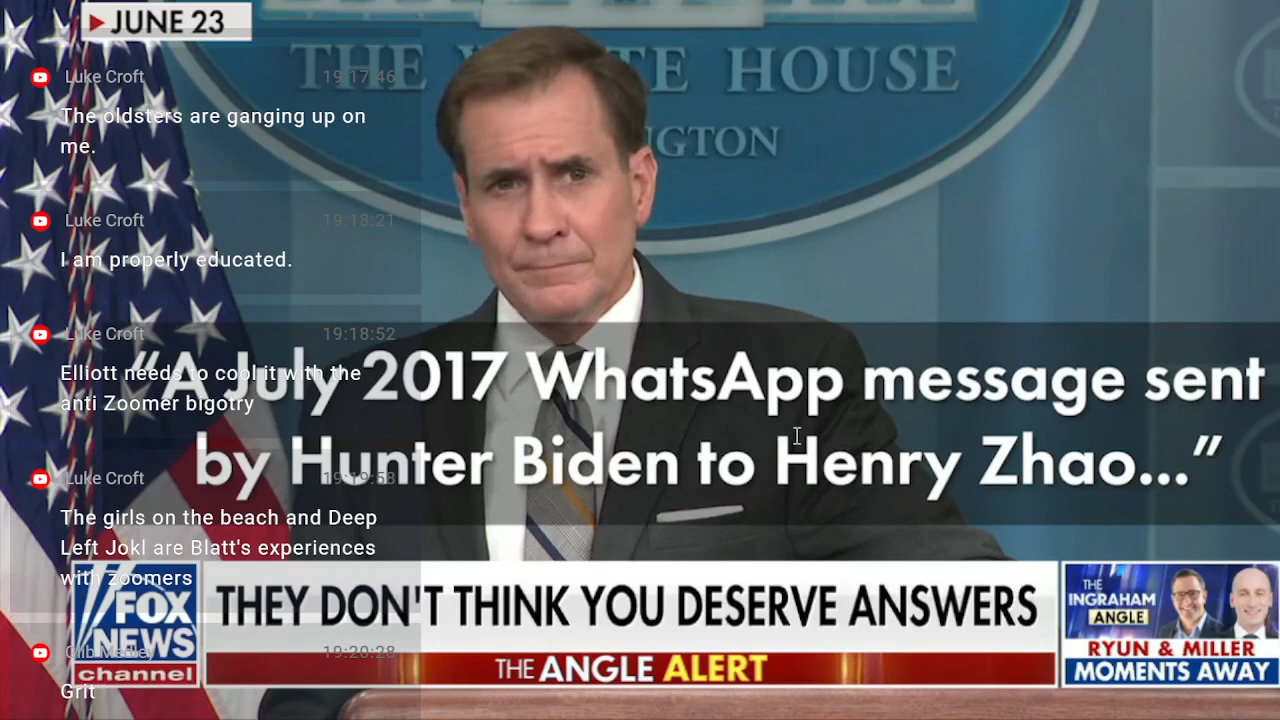 JUNE 23
THE WHITE HOUSE
NGTON
Luke Croft 19:17:46
The oldsters are ganging up on
me.
Luke Croft 19:18:21
I am properly educated.
Luke Croft 19:18:52
Elliott needs to cool it with the
anti Zoomer bigotry
Luke Croft 19:19:58
The girls on the beach and Deep
Left Jokl are Blatt's experiences
with zoomers
19:20:28
Grit
“A July 2017 WhatsApp message sent
by Hunter Biden to Henry Zhao...”
FOX
NEWS
channel
THEY DON'T THINK YOU DESERVE ANSWERS
THE ANGLE ALERT
THE
INGRAHAM
ANGLE
RYUN & MILLER
MOMENTS AWAY